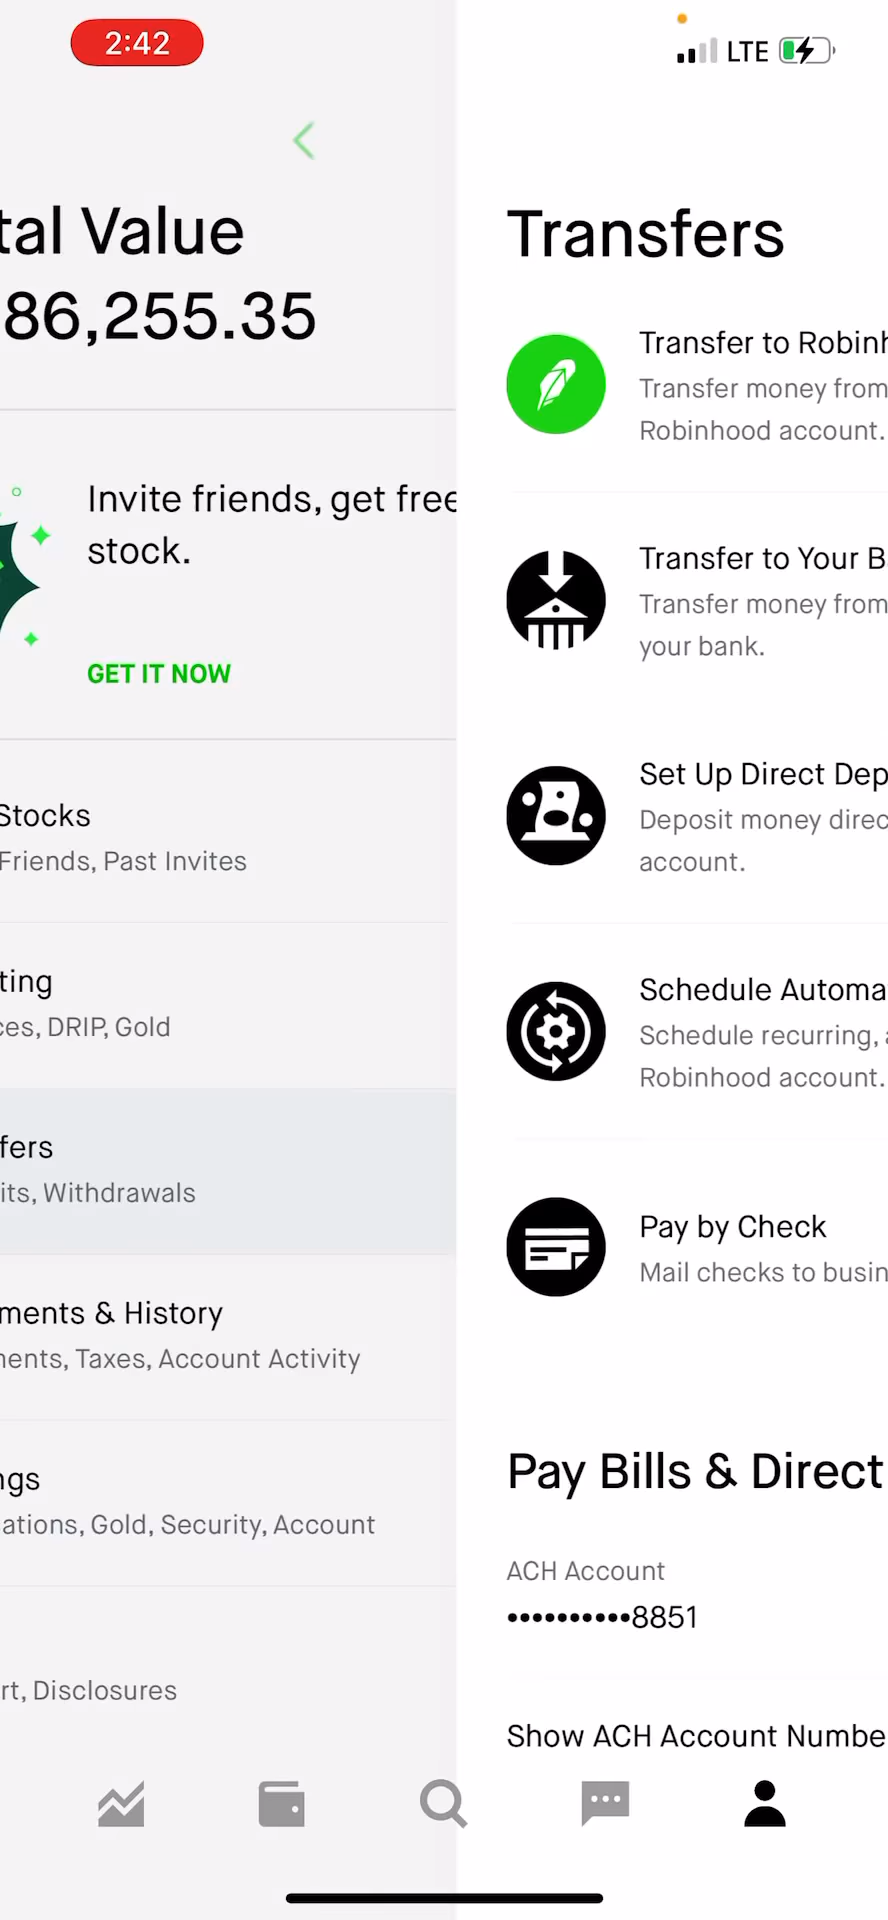 2:42
LTE
tal Value
86,255.35
Invite friends, get free
stock.
GET IT NOW
Stocks
Friends, Past Invites
ting
ces, DRIP, Gold
fers
its, Withdrawals
ments & History
nents, Taxes, Account Activity
ngs
ations, Gold, Security, Account
rt, Disclosures
Transfers
Transfer to Robinh
Transfer money from
Robinhood account.
Transfer to Your B
Transfer money from
your bank.
Set Up Direct Dep
Deposit money direc
account.
Schedule Automa
Schedule recurring, a
Robinhood account.
Pay by Check
Mail checks to busin
Pay Bills & Direct
ACH Account
••••••••••8851
Show ACH Account Numbe